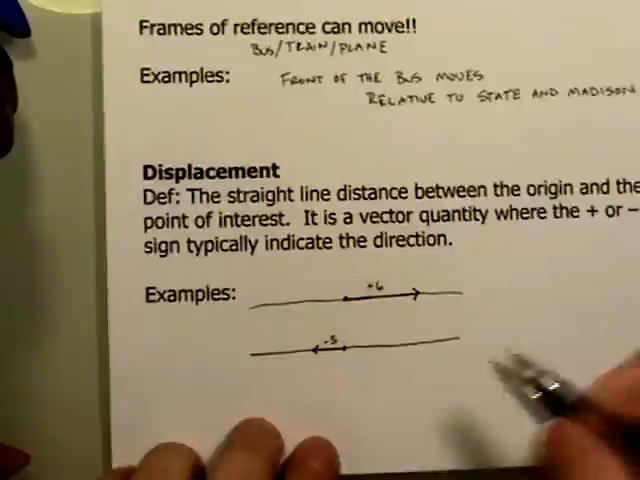 Frames of reference can move!!
BUS/TRAIN/PLANE
Examples: FRONT OF THE BUS MOVES
RELATIVE TO STATE AND MADISON
Displacement
Def: The straight line distance between the origin and the
point of interest. It is a vector quantity where the + or –
sign typically indicate the direction.
Examples: +6